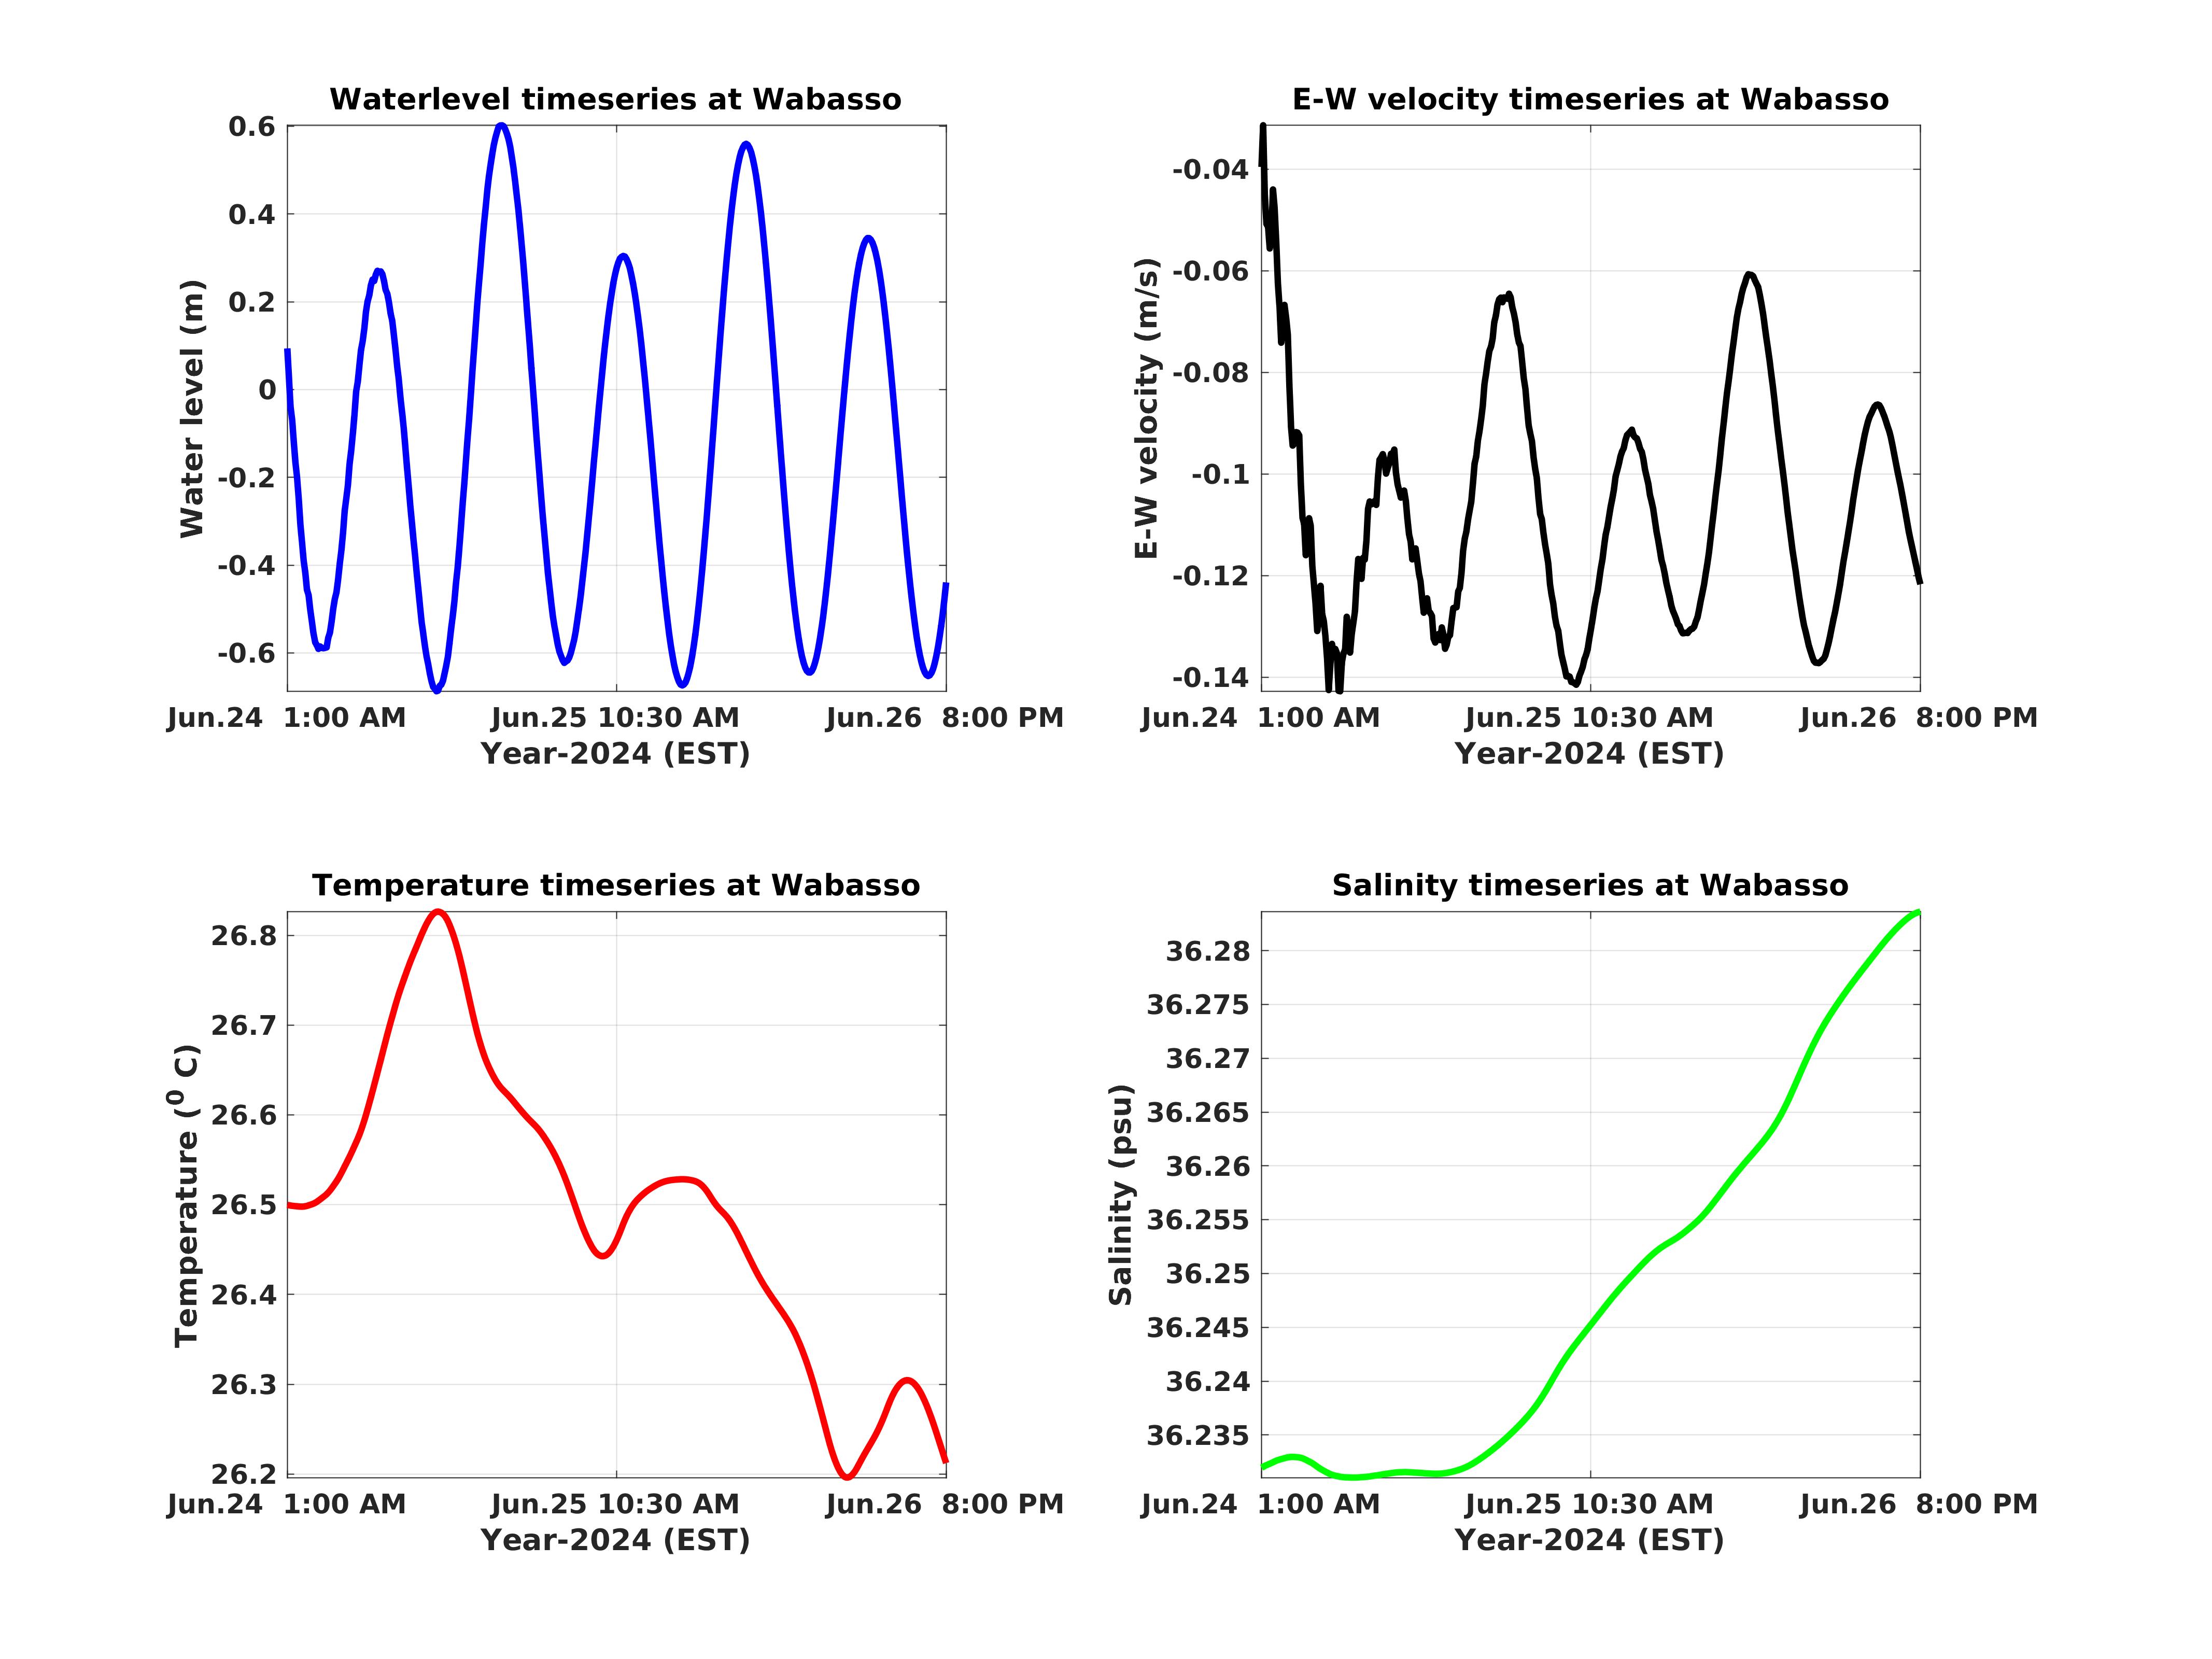 Waterlevel timeseries at Wabasso
0.6
0.4
0.2
0
-0.2
-0.4
-0.6
Water level (m)
Jun.24  1:00 AM
Jun.25 10:30 AM
Jun.26  8:00 PM
Year-2024 (EST)
E-W velocity timeseries at Wabasso
-0.04
-0.06
-0.08
-0.1
-0.12
-0.14
E-W velocity (m/s)
Jun.24  1:00 AM
Jun.25 10:30 AM
Jun.26  8:00 PM
Year-2024 (EST)
Temperature timeseries at Wabasso
26.8
26.7
26.6
26.5
26.4
26.3
26.2
Temperature (⁰ C)
Jun.24  1:00 AM
Jun.25 10:30 AM
Jun.26  8:00 PM
Year-2024 (EST)
Salinity timeseries at Wabasso
36.28
36.275
36.27
36.265
36.26
36.255
36.25
36.245
36.24
36.235
Salinity (psu)
Jun.24  1:00 AM
Jun.25 10:30 AM
Jun.26  8:00 PM
Year-2024 (EST)